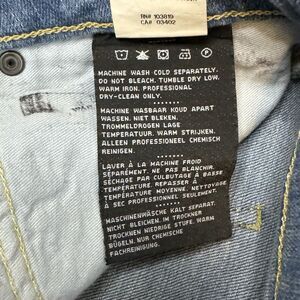 RN# 103819
CA# 03402
MACHINE WASH COLD SEPARATELY.
DO NOT BLEACH. TUMBLE DRY LOW.
WARM IRON. PROFESSIONAL
DRY-CLEAN ONLY.
MACHINE WASBAAR KOUD APART
WASSEN. NIET BLEKEN.
TROMMELDROGEN LAGE
TEMPERATUUR. WARM STRIJKEN.
ALLEEN PROFESSIONEEL CHEMISCH
REINIGEN.
LAVER À LA MACHINE FROID
SÉPARÉMENT. NE PAS BLANCHIR.
SÉCHAGE PAR CULBUTAGE À BASSE
TEMPÉRATURE. REPASSER À
TEMPÉRATURE MOYENNE. NETTOYAGE
À SEC PROFESSIONNEL SEULEMENT.
MASCHINENWÄSCHE KALT SEPARAT.
NICHT BLEICHEN. IM TROCKNER
TROCKNEN NIEDRIGE STUFE. WARM
BÜGELN. NUR CHEMISCHE
FACHREINIGUNG.